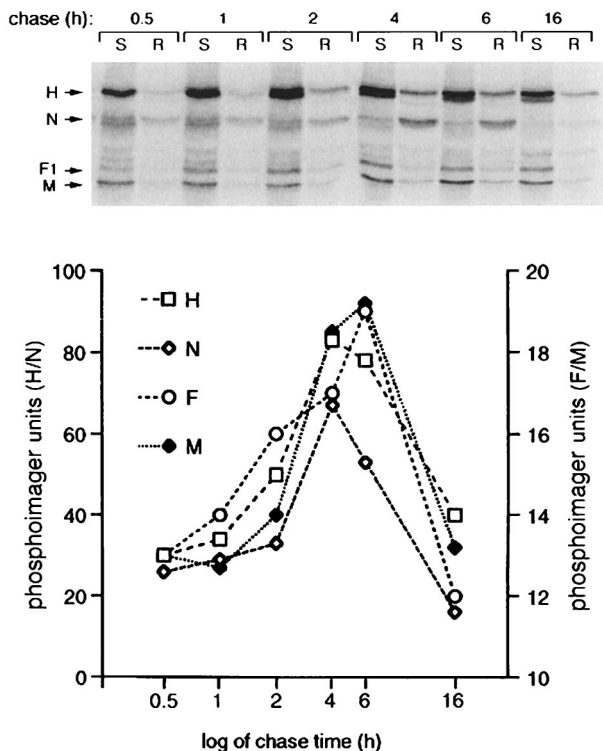 chase (h): 0.5 1 2 4 6 16
S R S R S R S R S R S R
H
N
F1
M
phosphoimager units (H/N)
100
80
60
40
20
0
H
N
F
M
20
18
16
14
12
10
phosphoimager units (F/M)
0.5 1 2 4 6 16
log of chase time (h)